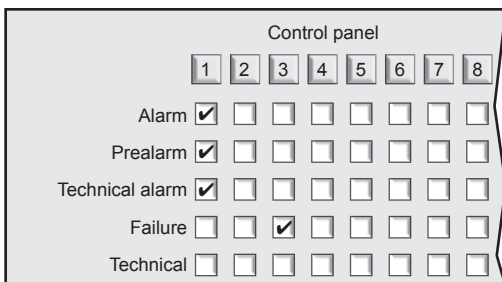 Control panel
1 2 3 4 5 6 7 8
Alarm
Prealarm
Technical alarm
Failure
Technical